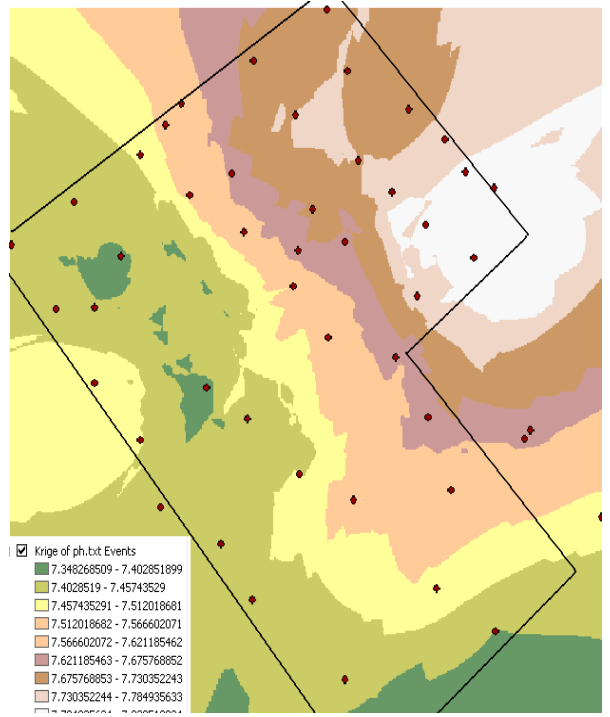 Krige of ph.txt Events
7.348268509 - 7.402851899
7.4028519 - 7.45743529
7.457435291 - 7.512018681
7.512018682 - 7.566602071
7.566602072 - 7.621185462
7.621185463 - 7.675768852
7.675768853 - 7.730352243
7.730352244 - 7.784935633